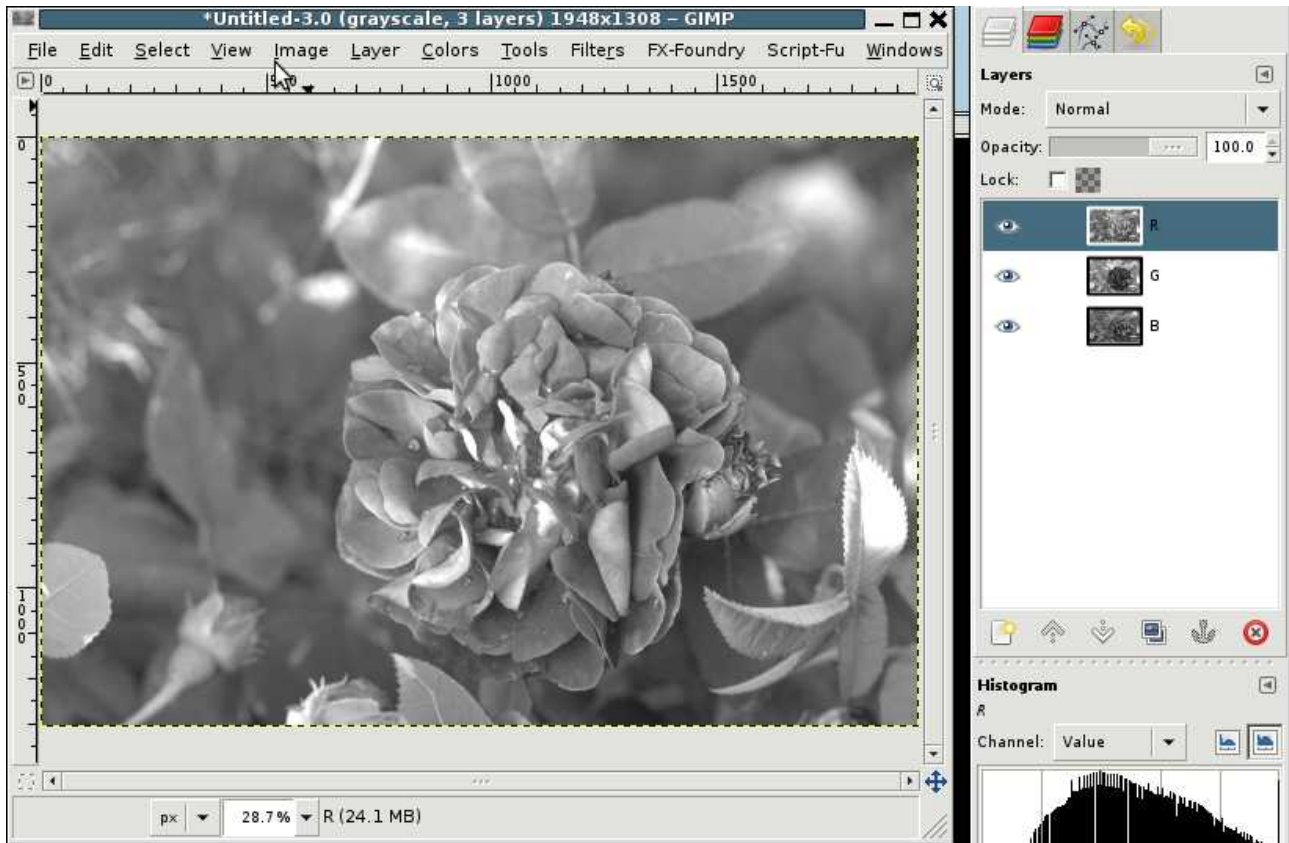 *Untitled-3.0 (grayscale, 3 layers) 1948x1308 – GIMP
File Edit Select View Image Layer Colors Tools Filters FX-Foundry Script-Fu Windows
0 1000 1500
0
500
1000
px 28.7% R (24.1 MB)
Layers
Mode: Normal
Opacity: 100.0
Lock:
R
G
B
Histogram
R
Channel: Value